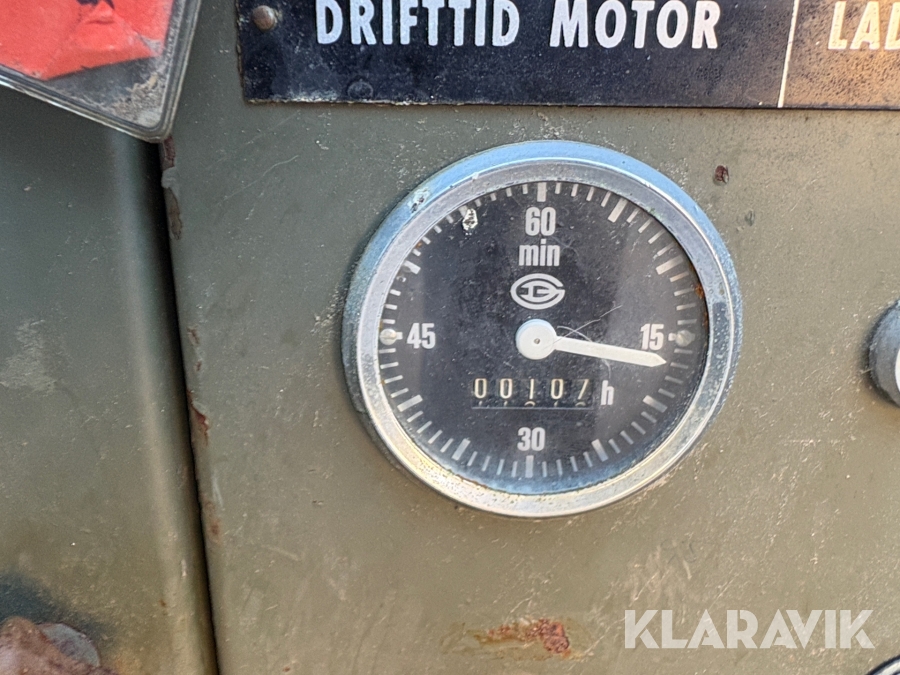 DRIFTTID MOTOR
LAD
60
min
45
15
00107 h
30
KLARAVIK